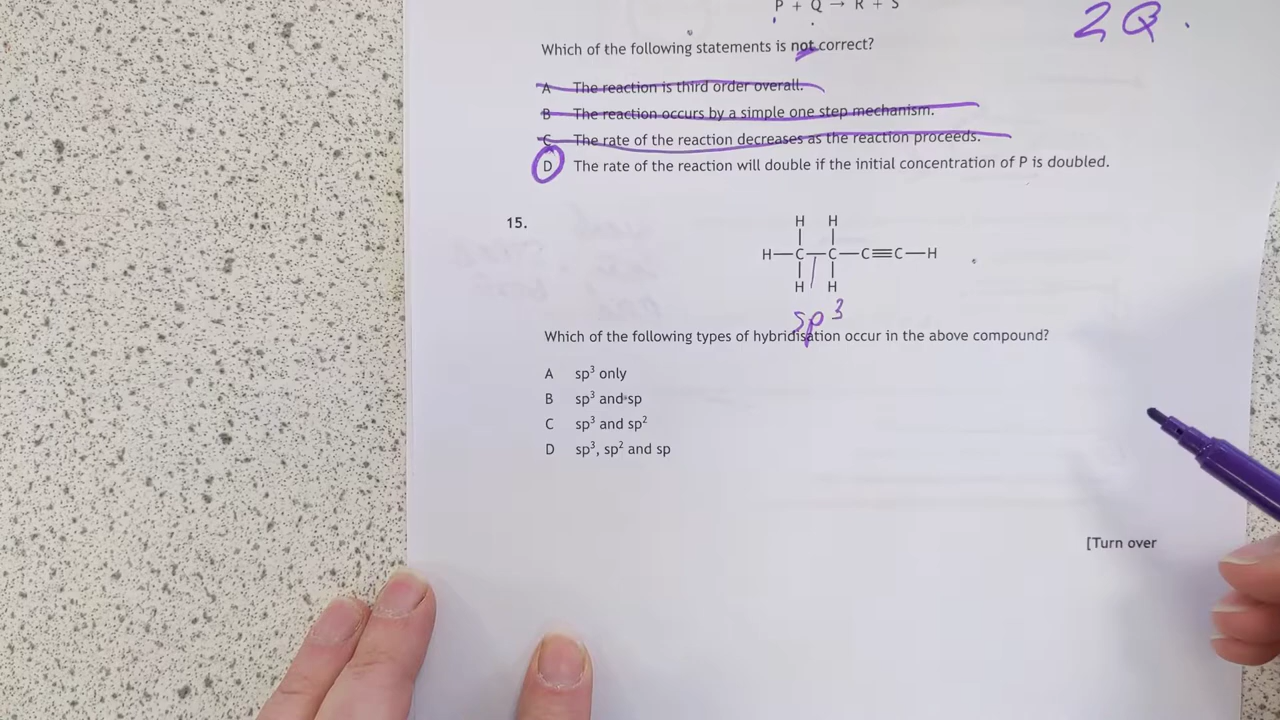 P + Q → R + S
2Q.
Which of the following statements is not correct?
A The reaction is third order overall.
B The reaction occurs by a simple one step mechanism.
C The rate of the reaction decreases as the reaction proceeds.
D The rate of the reaction will double if the initial concentration of P is doubled.
15.
H H
H—C—C—C≡C—H
H H
sp³
Which of the following types of hybridisation occur in the above compound?
A sp³ only
B sp³ and sp
C sp³ and sp²
D sp³, sp² and sp
[Turn over